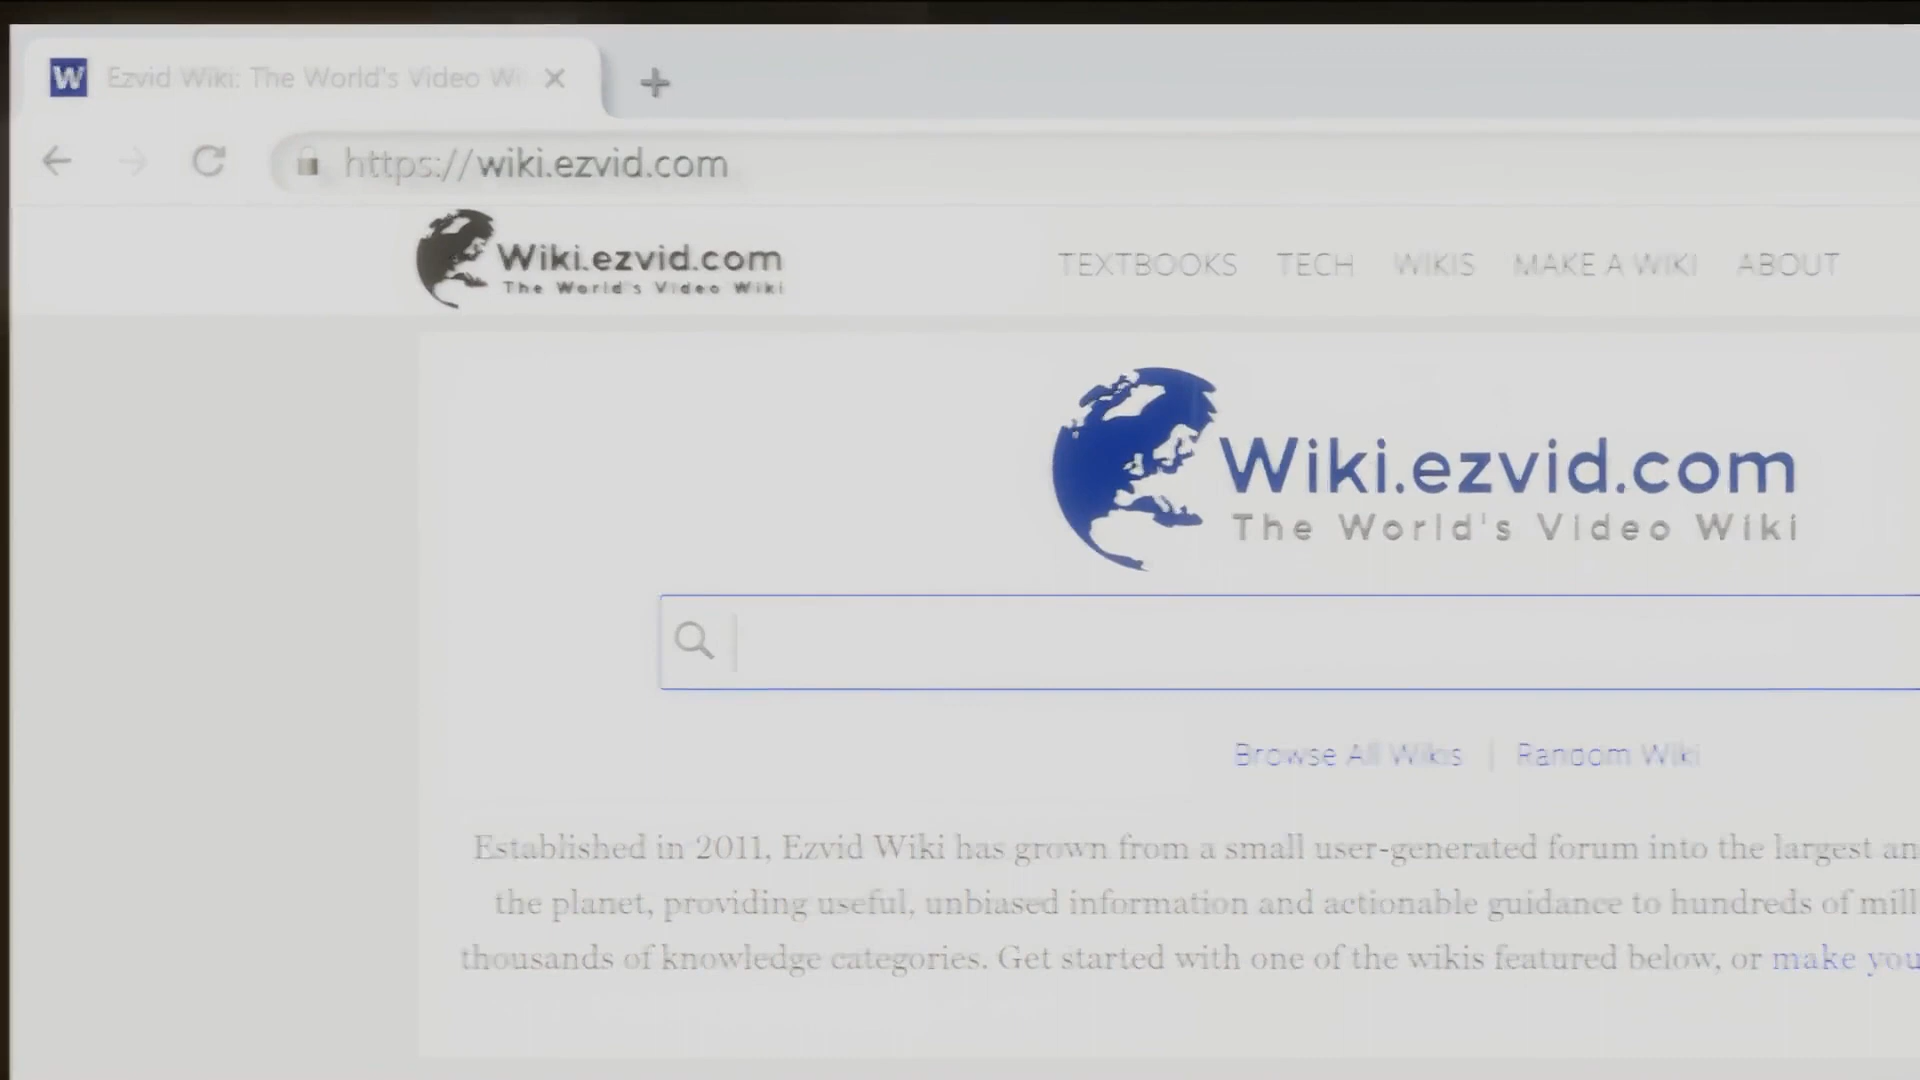 W Ezvid Wiki: The World's Video Wi
https://wiki.ezvid.com
Wiki.ezvid.com
The World's Video Wiki
TEXTBOOKS TECH WIKIS MAKE A WIKI ABOUT
Wiki.ezvid.com
The World's Video Wiki
Browse All Wikis | Random Wiki
Established in 2011, Ezvid Wiki has grown from a small user-generated forum into the largest an
the planet, providing useful, unbiased information and actionable guidance to hundreds of mill
thousands of knowledge categories. Get started with one of the wikis featured below, or make you